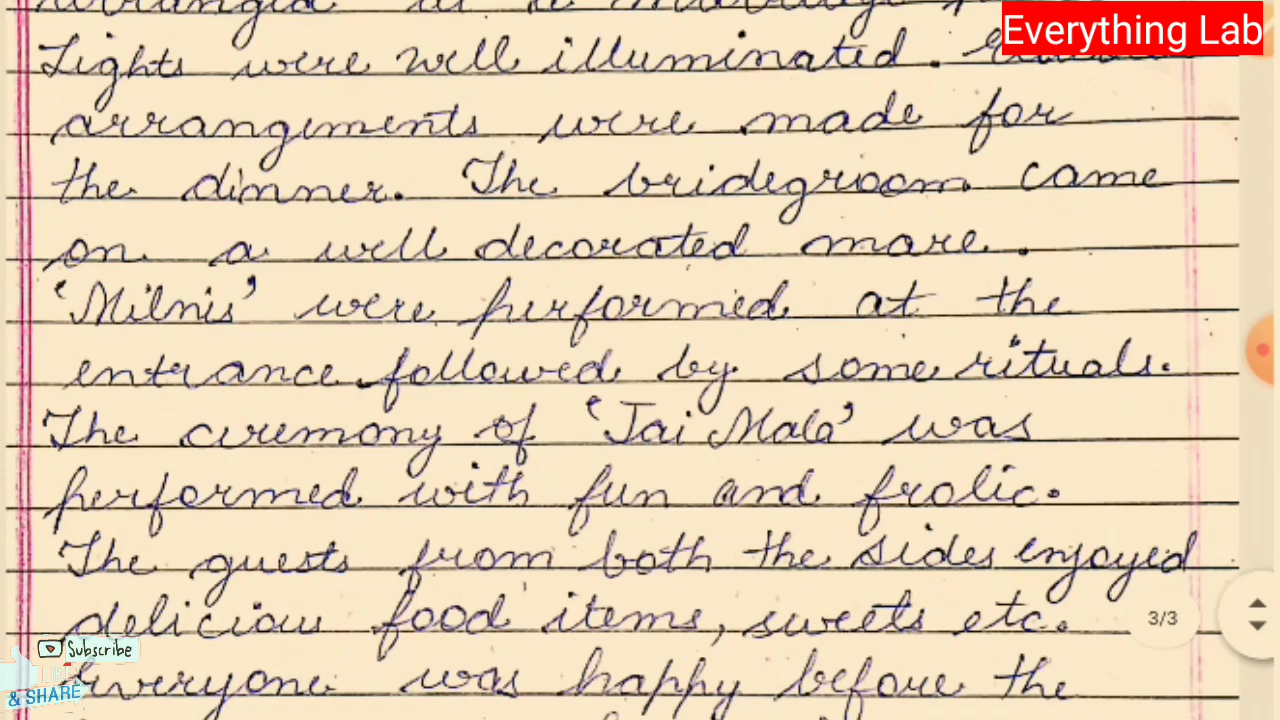 Everything Lab
Lights were well illuminated.
arrangements were made for
the dinner. The bridegroom came
on a well decorated mare.
'Milnis' were performed at the
entrance followed by some rituals.
The ceremony of 'Jai Mala' was
performed with fun and frolic.
The guests from both the sides enjoyed
delicious food items, sweets etc.
3/3
Subscribe
Everyone was happy before the
& SHARE